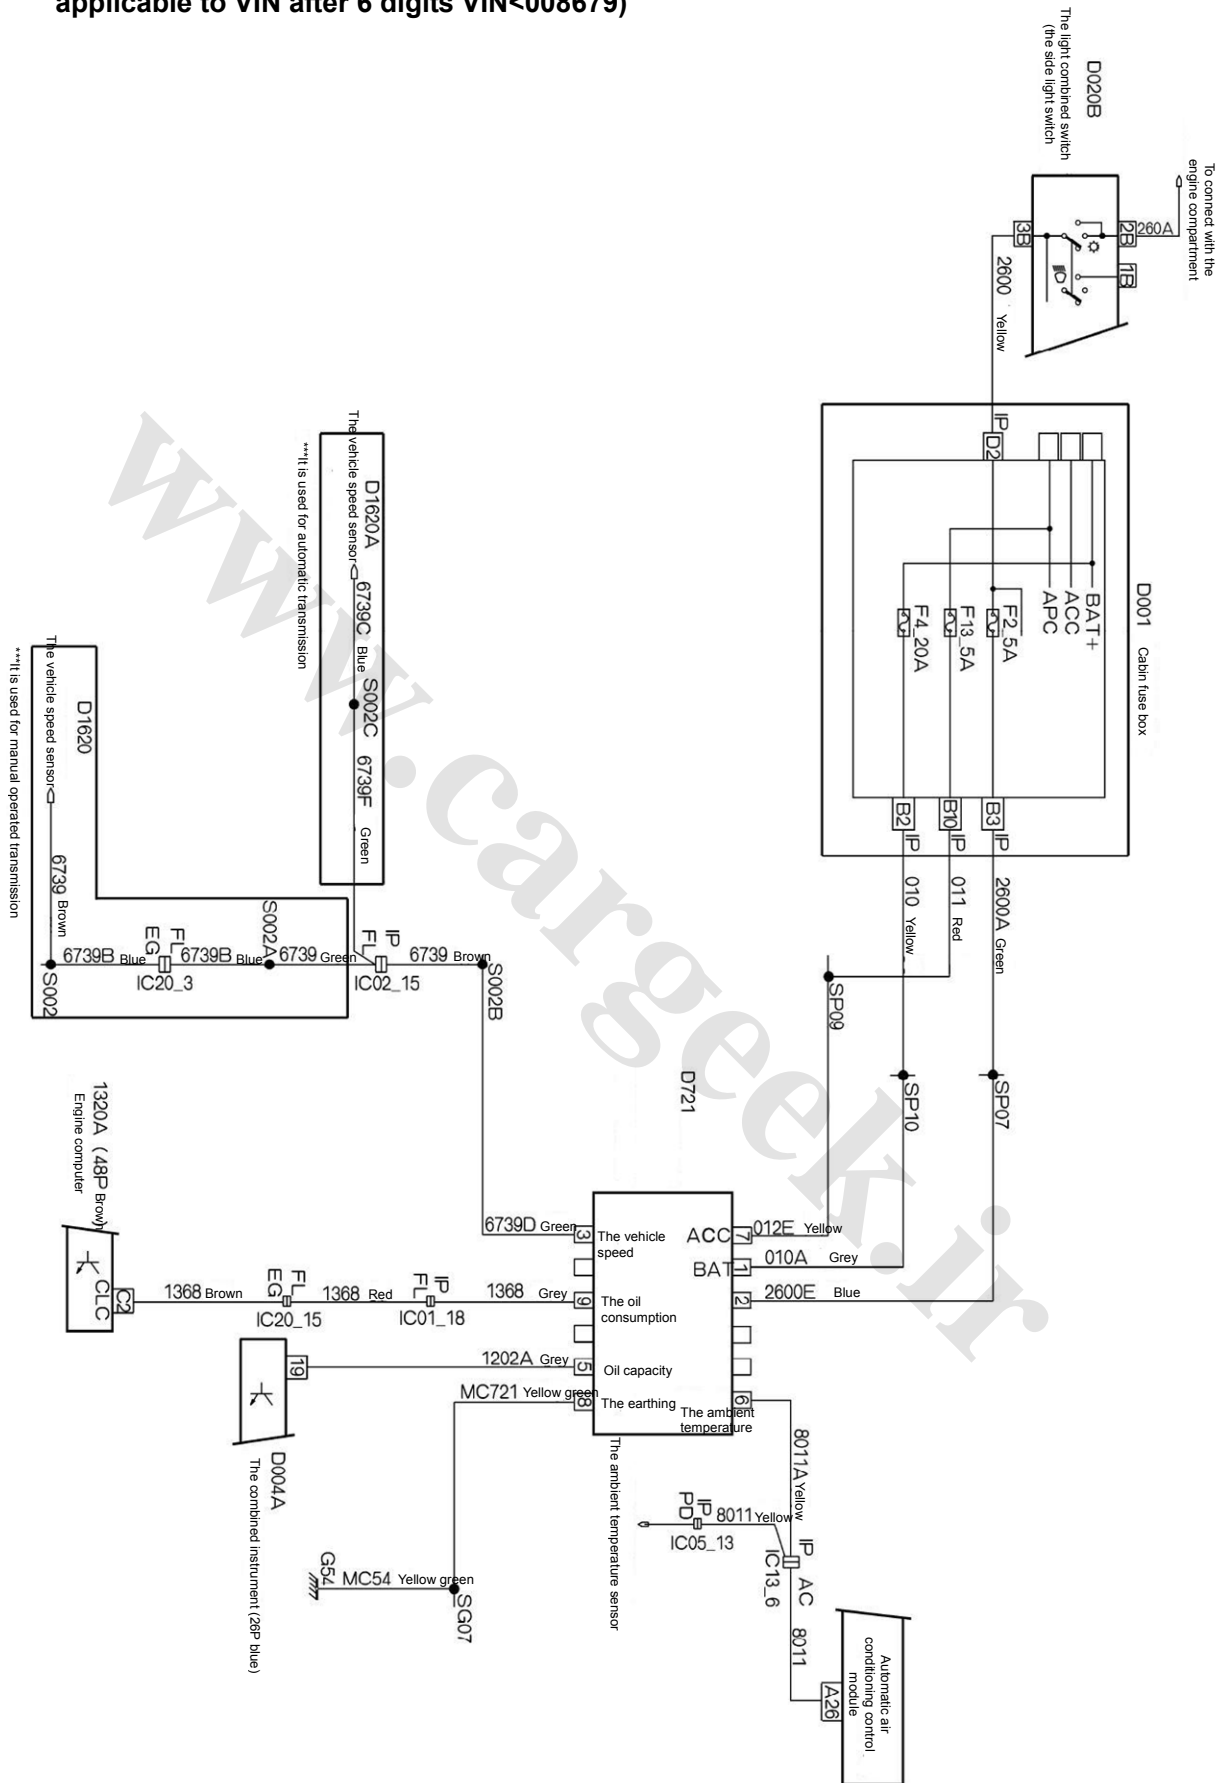 applicable to VIN after 6 digits VIN<008679)
To connect with the
engine compartment
The light combined switch
(the side light switch
D020B
260A
2B
1B
3B
2600 Yellow
D001 Cabin fuse box
IP
D2
BAT+
ACC
APC
F2_5A
F13_5A
F4_20A
B3 IP
B10 IP
B2 IP
2600A Green
011 Red
010 Yellow
SP09
SP10
SP07
D1620A
The vehicle speed sensor
6739C Blue
S002C
6739F Green
***It is used for automatic transmission
D1620
The vehicle speed sensor
6739 Brown
***It is used for manual operated transmission
S002
6739B Blue
FL
EG
IC20_3
6739B Blue
S002A
6739 Green
IP
FL
IC02_15
6739 Brown
S002B
D721
6739D Green
3
The vehicle
speed
ACC
7
012E Yellow
BAT
1
010A Grey
2
2600E Blue
1320A (48P Brown)
Engine computer
CLC
C2
1368 Brown
FL
EG
IC20_15
1368 Red
IP
FL
IC01_18
1368 Grey
9
The oil
consumption
19
1202A Grey
5
Oil capacity
MC721 Yellow green
8
The earthing
The ambient
temperature
6
D004A
The combined instrument (26P blue)
The ambient temperature sensor
8011A Yellow
IP
PD
8011 Yellow
IC05_13
IP AC
IC13_6
8011
G54
MC54 Yellow green
SG07
A26
Automatic air
conditioning control
module
www.cargeek.ir